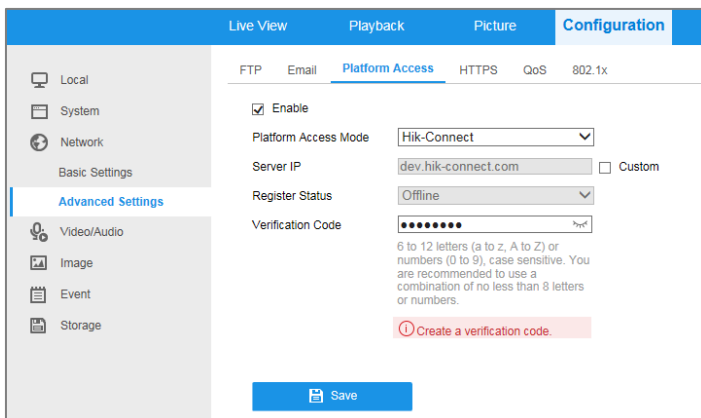 Live View Playback Picture Configuration
Local
System
Network
Basic Settings
Advanced Settings
Video/Audio
Image
Event
Storage
FTP Email Platform Access HTTPS QoS 802.1x
Enable
Platform Access Mode Hik-Connect
Server IP dev.hik-connect.com Custom
Register Status Offline
Verification Code ●●●●●●●●
6 to 12 letters (a to z, A to Z) or
numbers (0 to 9), case sensitive. You
are recommended to use a
combination of no less than 8 letters
or numbers.
Create a verification code.
Save